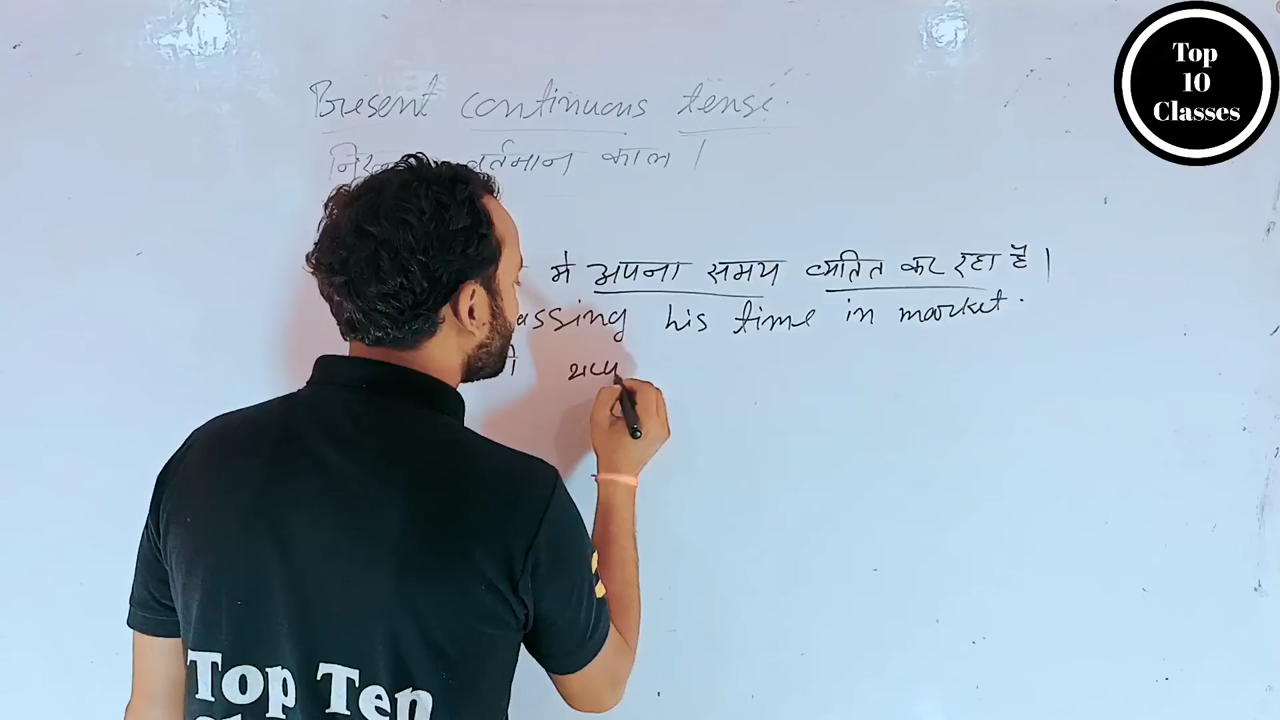 Top
10
Classes
Present continuous tense.
वर्तमान काल।
मे अपना समय व्यतित कर रहा है।
assing his time in market.
Top Ten